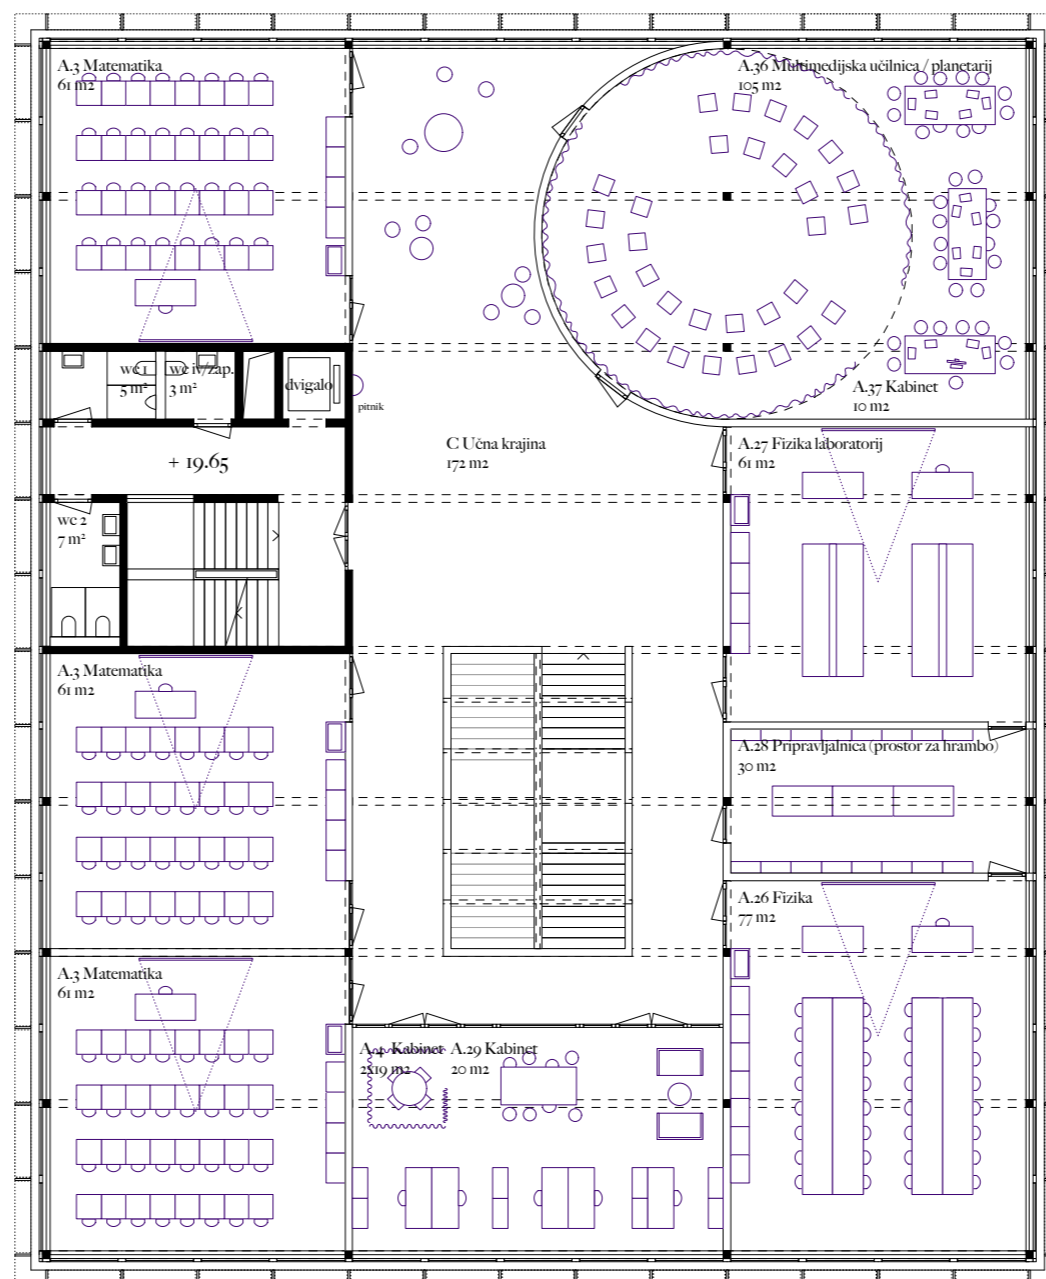 A.3 Matematika
61 m2
A.36 Multimedijska učilnica / planetarij
105 m2
wc 1
5 m²
wc iv/zap.
3 m²
dvigalo
pitnik
A.37 Kabinet
10 m2
C Učna krajina
172 m2
A.27 Fizika laboratorij
61 m2
+ 19.65
wc 2
7 m²
A.3 Matematika
61 m2
A.28 Pripravljalnica (prostor za hrambo)
30 m2
A.26 Fizika
77 m2
A.3 Matematika
61 m2
A.4 Kabinet
2x19 m2
A.29 Kabinet
20 m2